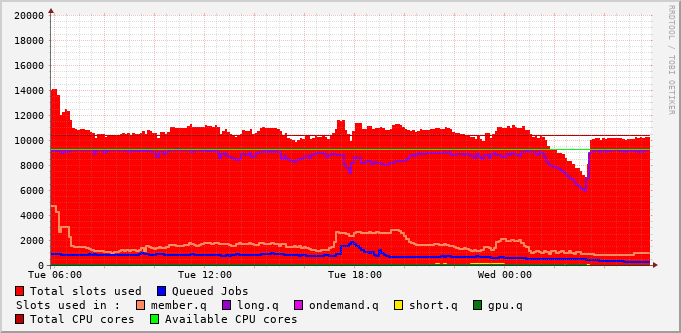 RRDTOOL / TOBI OETIKER
20000
18000
16000
14000
12000
10000
8000
6000
4000
2000
0
Tue 06:00 Tue 12:00 Tue 18:00 Wed 00:00
Total slots used Queued Jobs
Slots used in : member.q long.q ondemand.q short.q gpu.q
Total CPU cores Available CPU cores